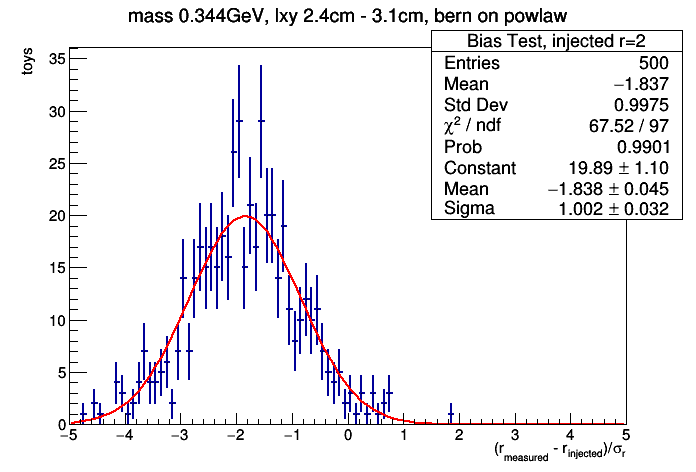 mass 0.344GeV, lxy 2.4cm - 3.1cm, bern on powlaw
toys
Bias Test, injected r=2
Entries 500
Mean −1.837
Std Dev 0.9975
χ² / ndf 67.52 / 97
Prob 0.9901
Constant 19.89 ± 1.10
Mean −1.838 ± 0.045
Sigma 1.002 ± 0.032
35
30
25
20
15
10
5
0
−5 −4 −3 −2 −1 0 1 2 3 4 5
(r_measured - r_injected)/σ_r